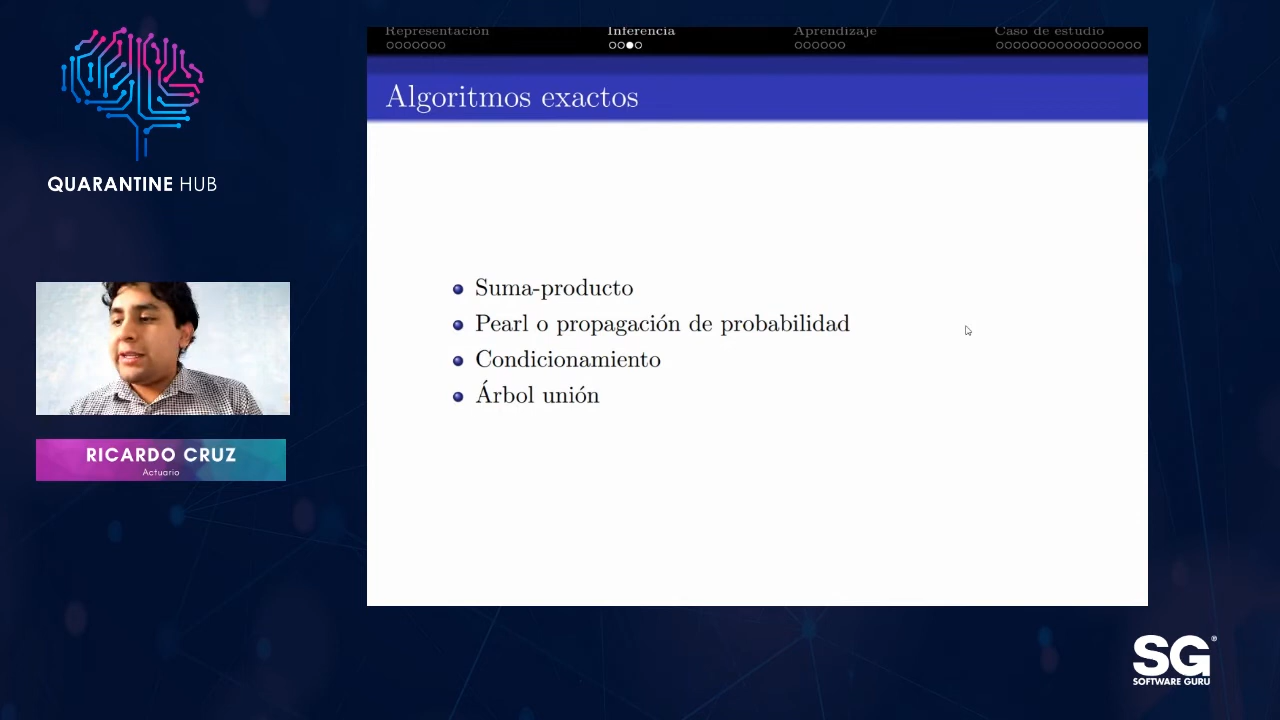 QUARANTINE HUB
RICARDO CRUZ
Actuario
Representación
Inferencia
Aprendizaje
Caso de estudio
Algoritmos exactos
Suma-producto
Pearl o propagación de probabilidad
Condicionamiento
Árbol unión
SG®
SOFTWARE GURU